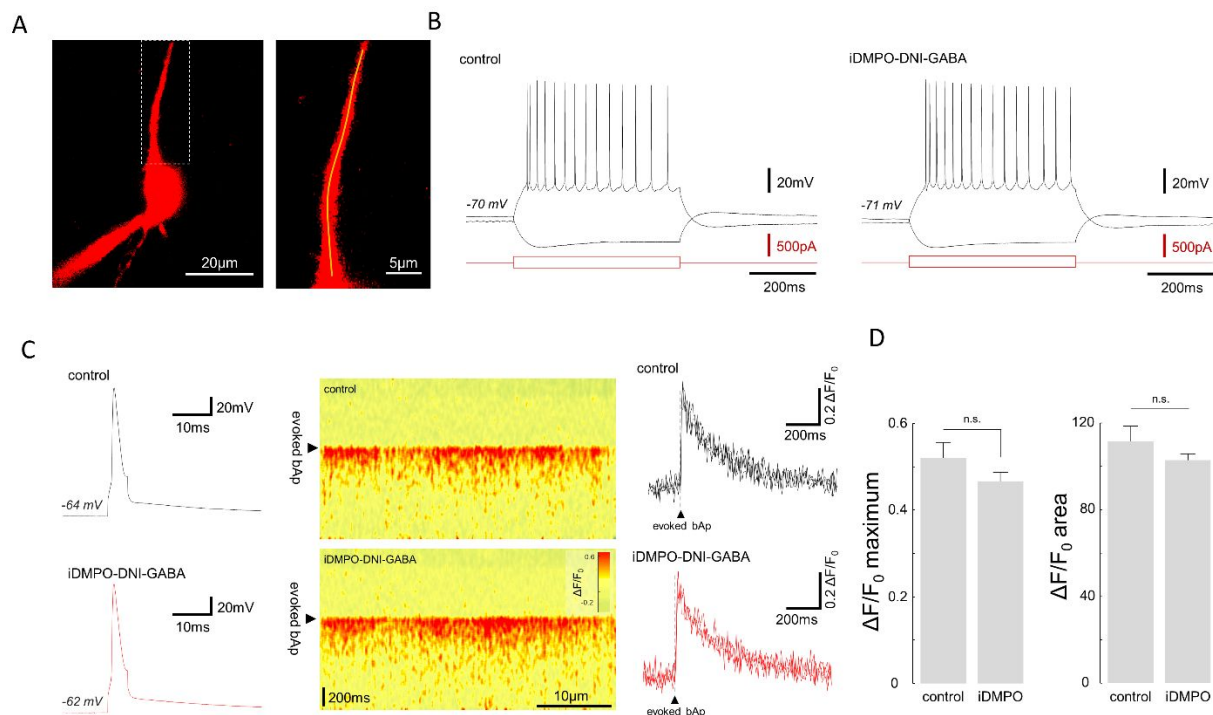 A
20µm
5µm
B
control
-70 mV
20mV
500pA
200ms
iDMPO-DNI-GABA
-71 mV
20mV
500pA
200ms
C
control
20mV
10ms
-64 mV
iDMPO-DNI-GABA
20mV
10ms
-62 mV
control
evoked bAp
iDMPO-DNI-GABA
0.6
ΔF/F0
-0.2
evoked bAp
200ms
10µm
control
0.2 ΔF/F0
200ms
evoked bAp
iDMPO-DNI-GABA
0.2 ΔF/F0
200ms
evoked bAp
D
n.s.
0.6
0.4
0.2
0
ΔF/F0 maximum
control iDMPO
n.s.
120
80
40
0
ΔF/F0 area
control iDMPO